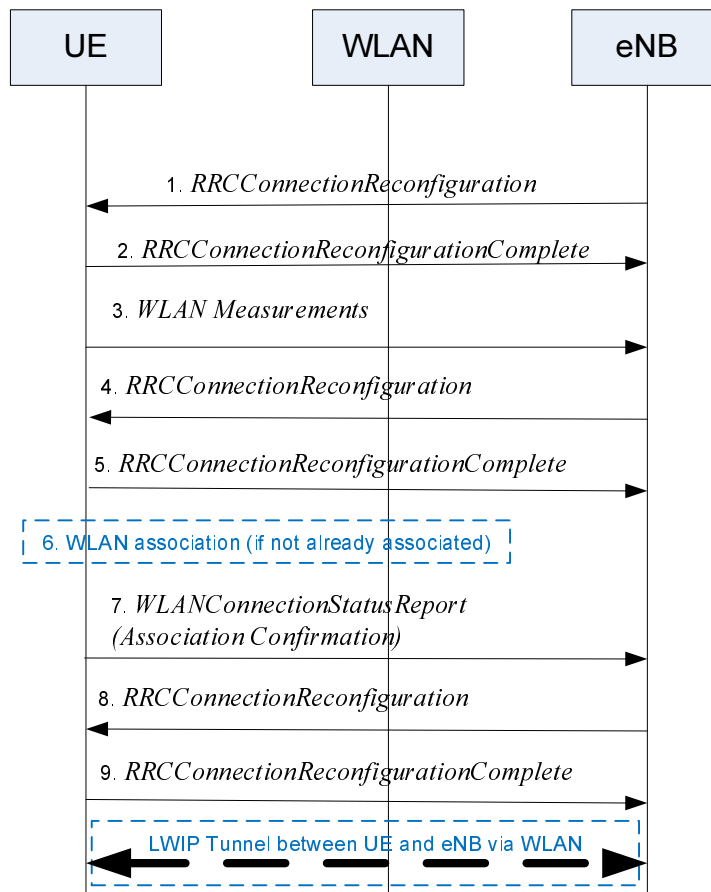 UE
WLAN
eNB
1. RRCConnectionReconfiguration
2. RRCConnectionReconfigurationComplete
3. WLAN Measurements
4. RRCConnectionReconfiguration
5. RRCConnectionReconfigurationComplete
6. WLAN association (if not already associated)
7. WLANConnectionStatusReport
(Association Confirmation)
8. RRCConnectionReconfiguration
9. RRCConnectionReconfigurationComplete
LWIP Tunnel between UE and eNB via WLAN